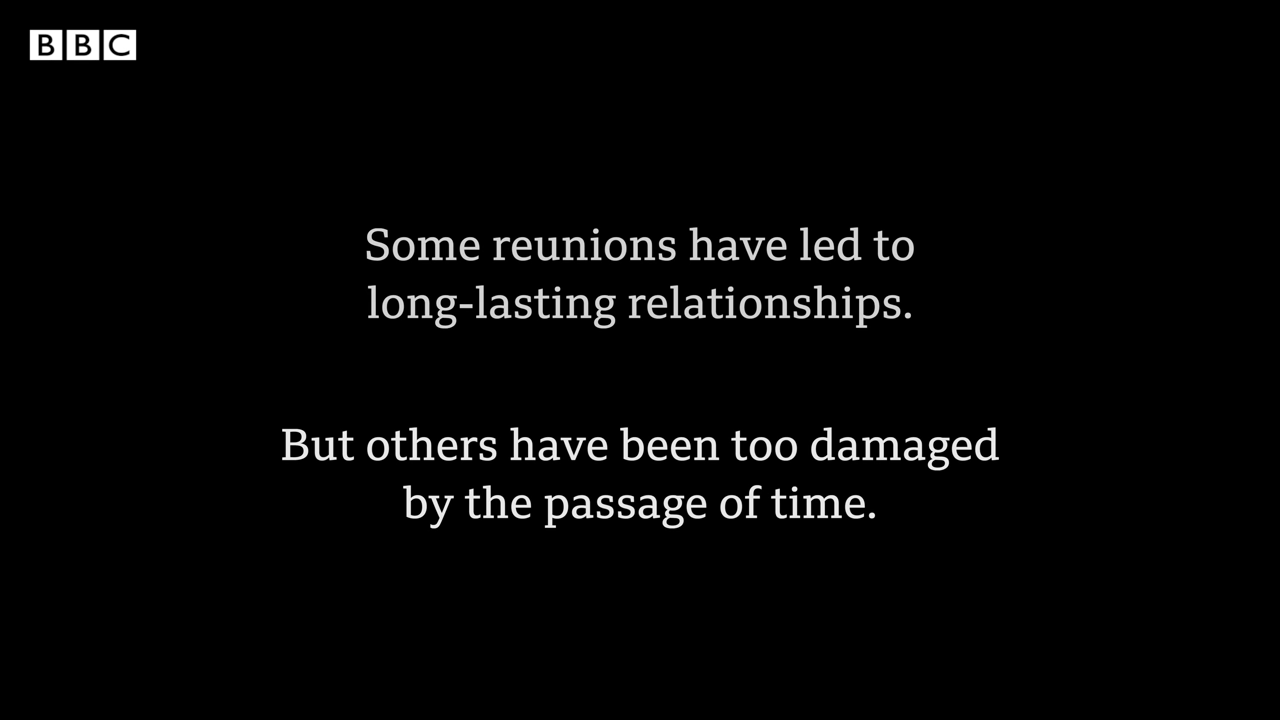 BBC
Some reunions have led to
long-lasting relationships.
But others have been too damaged
by the passage of time.